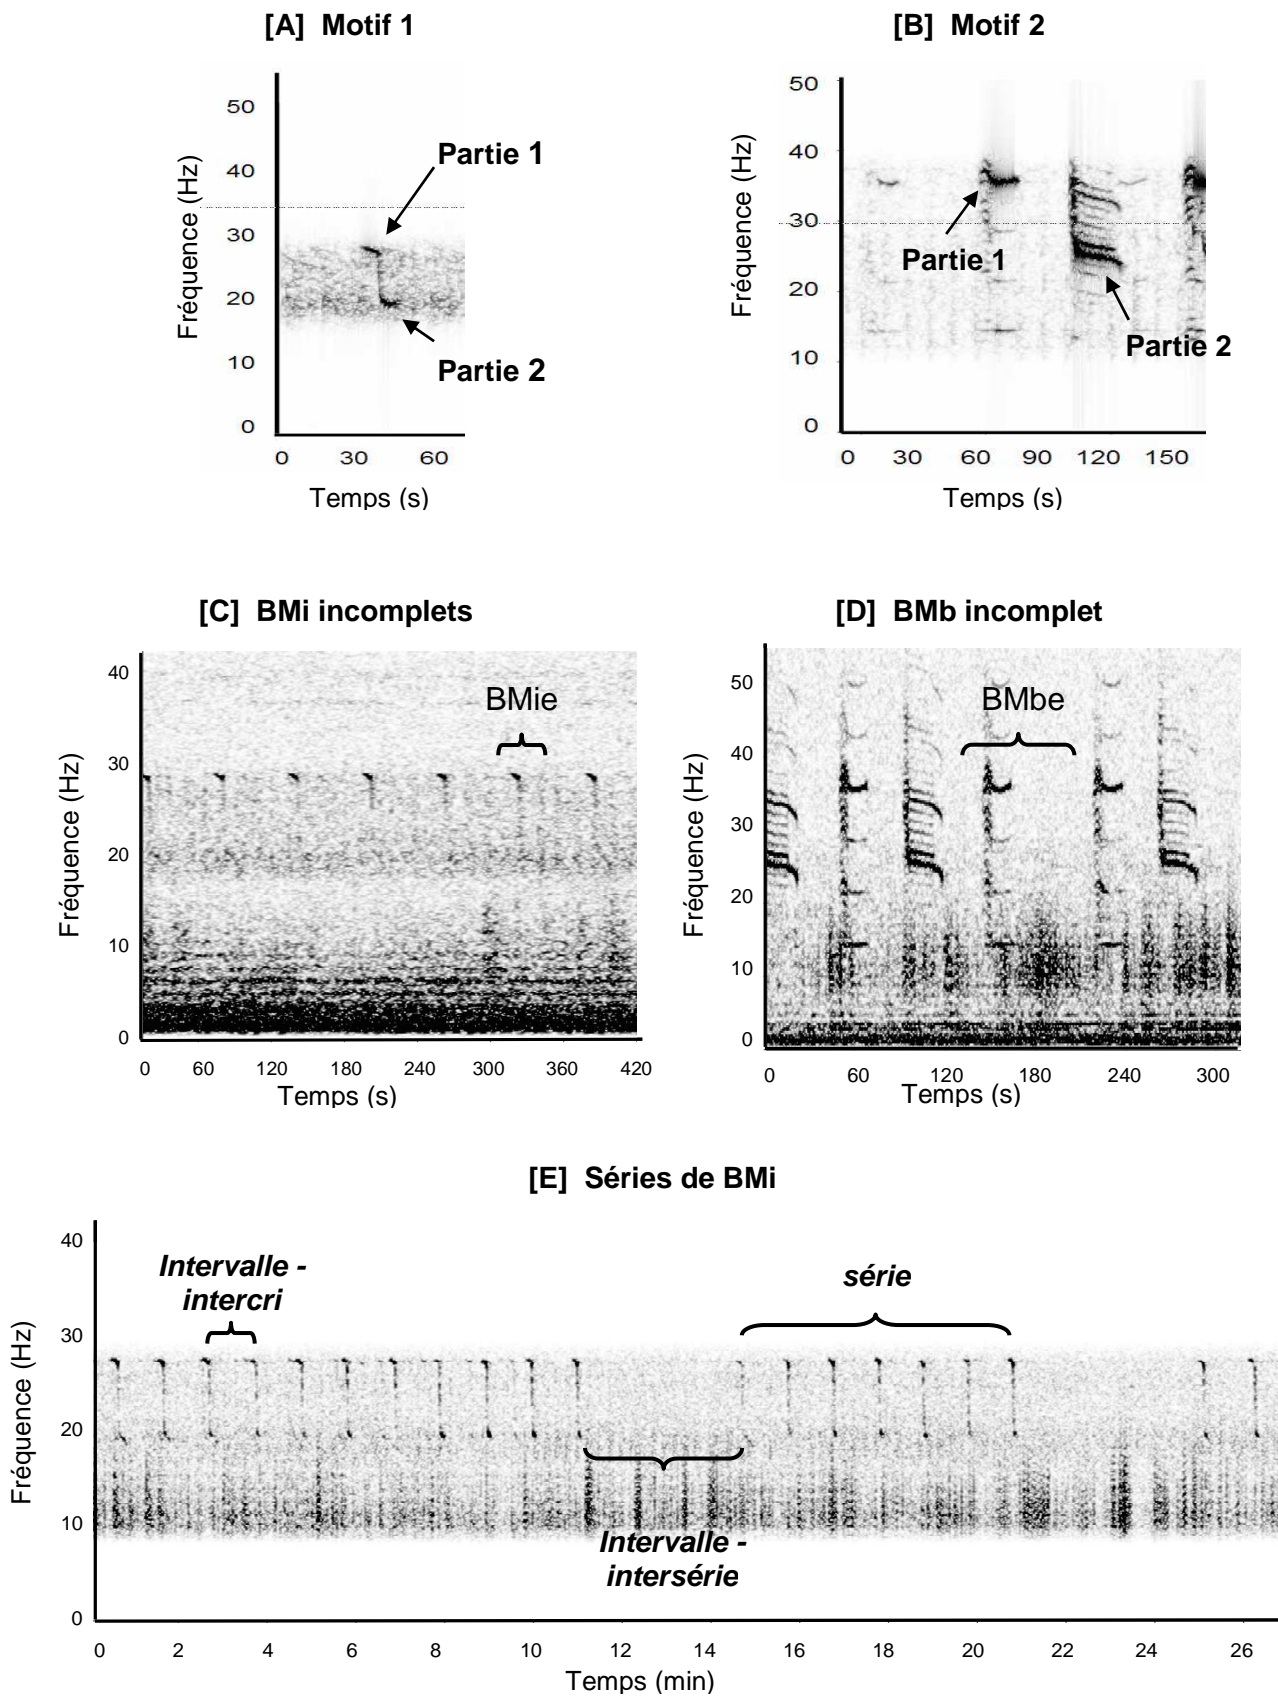 [A] Motif 1
50
40
30
20
10
0
Fréquence (Hz)
Partie 1
Partie 2
0 30 60
Temps (s)
[B] Motif 2
50
40
30
20
10
0
Fréquence (Hz)
Partie 1
Partie 2
0 30 60 90 120 150
Temps (s)
[C] BMi incomplets
40
30
20
10
0
Fréquence (Hz)
BMie
0 60 120 180 240 300 360 420
Temps (s)
[D] BMb incomplet
50
40
30
20
10
0
Fréquence (Hz)
BMbe
0 60 120 180 240 300
Temps (s)
[E] Séries de BMi
40
30
20
10
0
Fréquence (Hz)
Intervalle -
intercri
série
Intervalle -
intersérie
0 2 4 6 8 10 12 14 16 18 20 22 24 26
Temps (min)